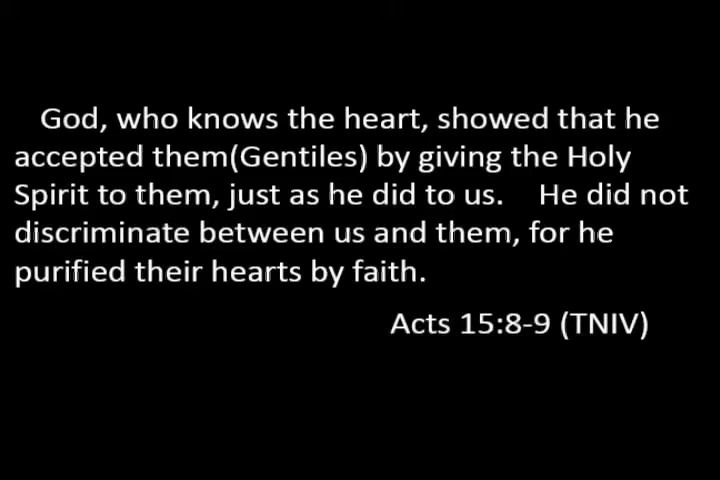 God, who knows the heart, showed that he
accepted them(Gentiles) by giving the Holy
Spirit to them, just as he did to us.    He did not
discriminate between us and them, for he
purified their hearts by faith.
Acts 15:8-9 (TNIV)